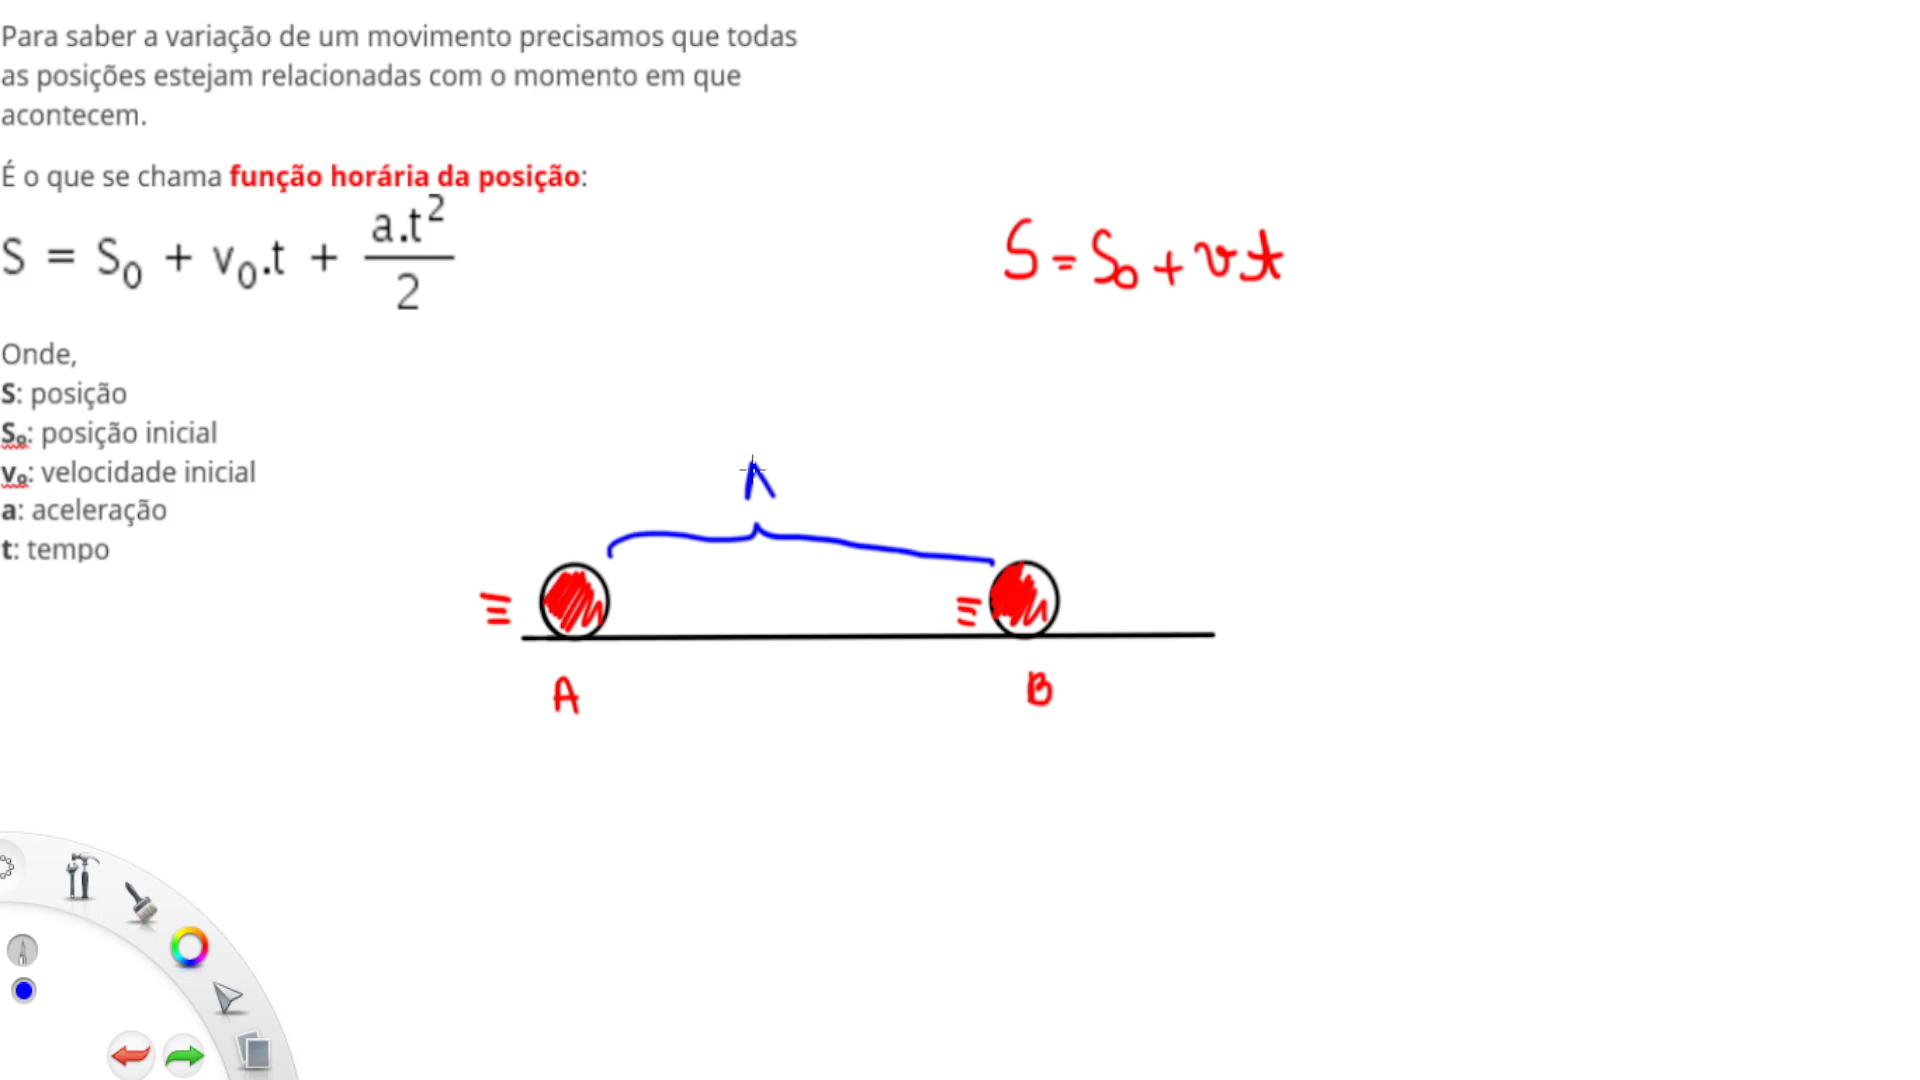 Para saber a variação de um movimento precisamos que todas
as posições estejam relacionadas com o momento em que
acontecem.
É o que se chama função horária da posição:
S = S₀ + v₀.t + a.t²/2
S = S₀ + vt
Onde,
S: posição
Sₒ: posição inicial
vₒ: velocidade inicial
a: aceleração
t: tempo
A
B